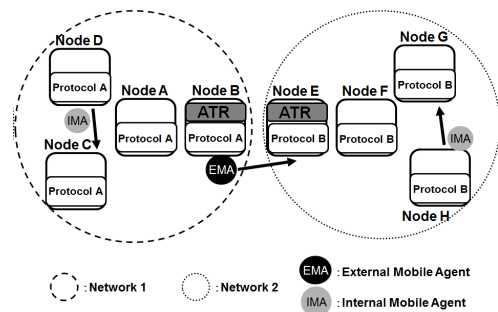 Node D
Protocol A
IMA
Node C
Protocol A
Node A
Protocol A
Node B
ATR
Protocol A
EMA
Node E
ATR
Protocol B
Node F
Protocol B
Node G
Protocol B
IMA
Protocol B
Node H
: Network 1
: Network 2
EMA : External Mobile Agent
IMA : Internal Mobile Agent